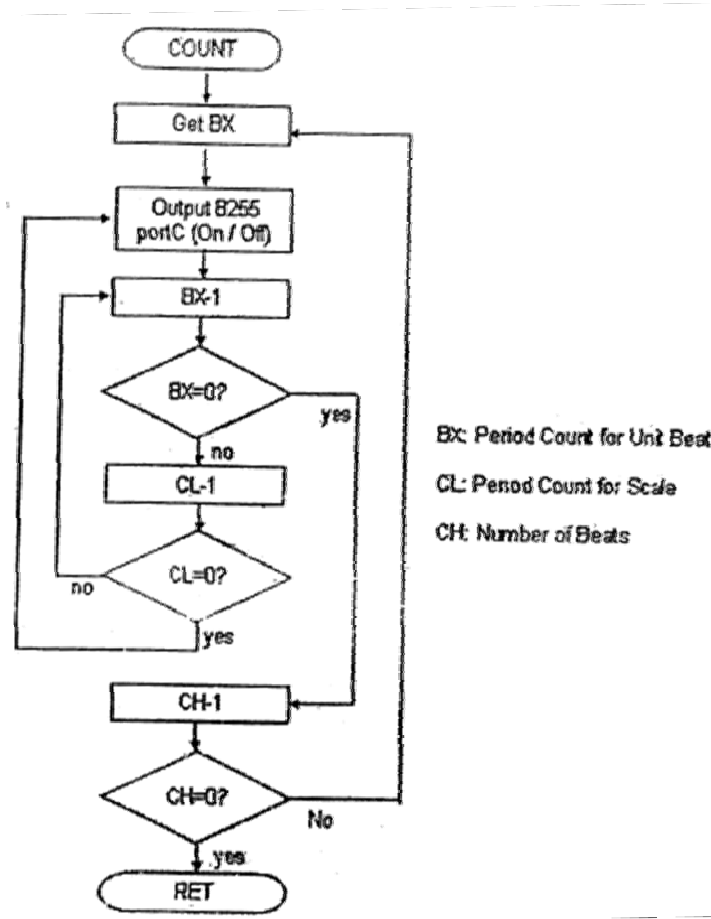 COUNT
Get BX
Output 8255
portC (On / Off)
BX-1
BX=0?
yes
no
CL-1
CL=0?
no
yes
CH-1
CH=0?
No
yes
RET
BX: Period Count for Unit Beat
CL: Period Count for Scale
CH: Number of Beats